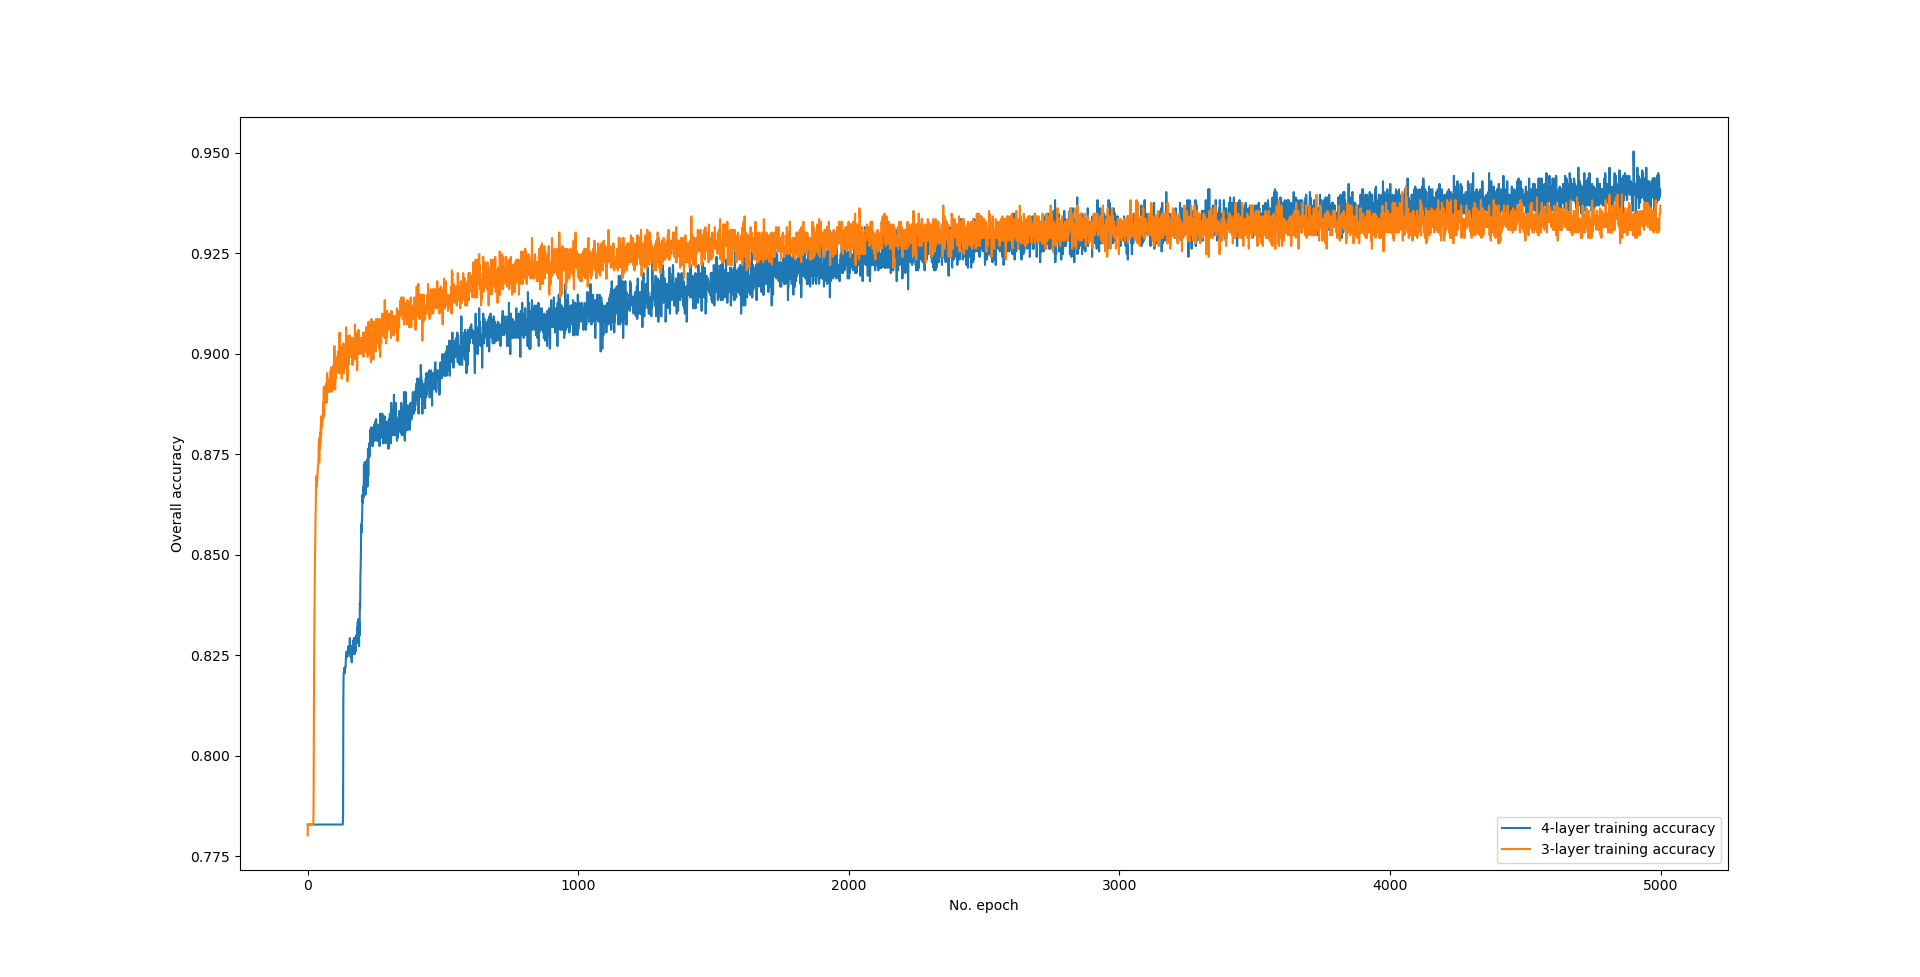 0.950
0.925
0.900
0.875
0.850
0.825
0.800
0.775
Overall accuracy
0 1000 2000 3000 4000 5000
No. epoch
4-layer training accuracy
3-layer training accuracy